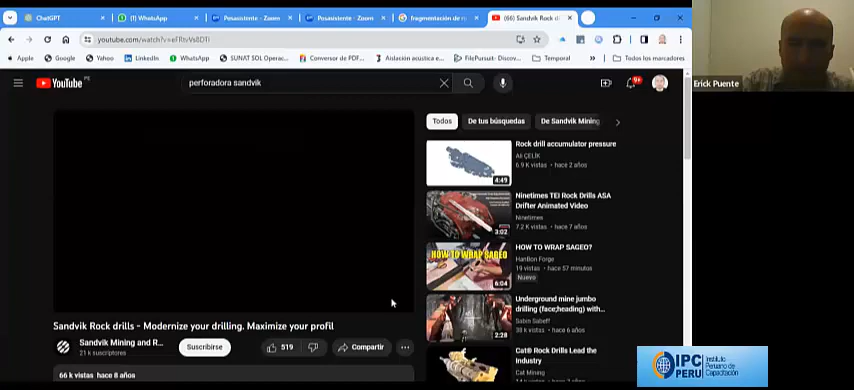 ChatGPT
(1) WhatsApp
Posasistente - Zoom
Posasistente - Zoom
fragmentación de r
(66) Sandvik Rock d
youtube.com/watch?v=eFRtvVs8DTI
Apple
Google
Yahoo
LinkedIn
WhatsApp
SUNAT SOL Operac...
Conversor de PDF...
Aislación acustica e...
FilePursuit- Discov...
Temporal
Todos los marcadores
YouTube PE
perforadora sandvik
9+
Erick Puente
Todos
De tus búsquedas
De Sandvik Mining
Rock drill accumulator pressure
Ali ÇELİK
6.9 K vistas • hace 2 años
4:49
Ninetimes TEI Rock Drills ASA
Drifter Animated Video
Ninetimes
7.2 K vistas • hace 7 años
3:02
HOW TO WRAP SAGEO
HOW TO WRAP SAGEO?
HanBon Forge
19 vistas • hace 57 minutos
Nuevo
6:04
Underground mine jumbo
drilling (face;heading) with...
Sabin Sabeff
38 k vistas • hace 6 años
2:28
Cat® Rock Drills Lead the
Industry
Cat Mining
Sandvik Rock drills - Modernize your drilling. Maximize your profit
Sandvik Mining and R...
21 k suscriptores
Suscribirse
519
Compartir
66 k vistas hace 8 años
IPC
PERÚ
Instituto
Peruano de
Capacitación